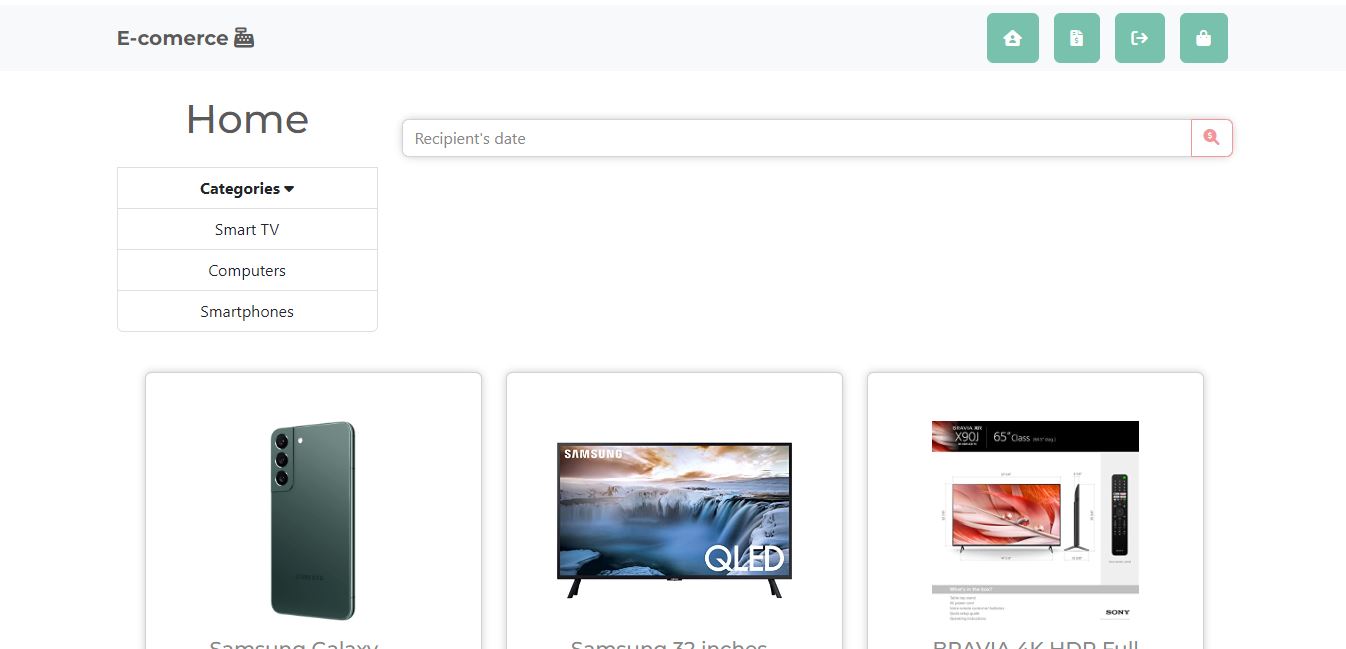 E-comerce
Home
Recipient's date
Categories
Smart TV
Computers
Smartphones
SAMSUNG
QLED
BRAVIA XR
X90J
65" Class
What's in the box?
SONY
Samsung Galaxy
Samsung 32 inches
BRAVIA 4K HDR Full